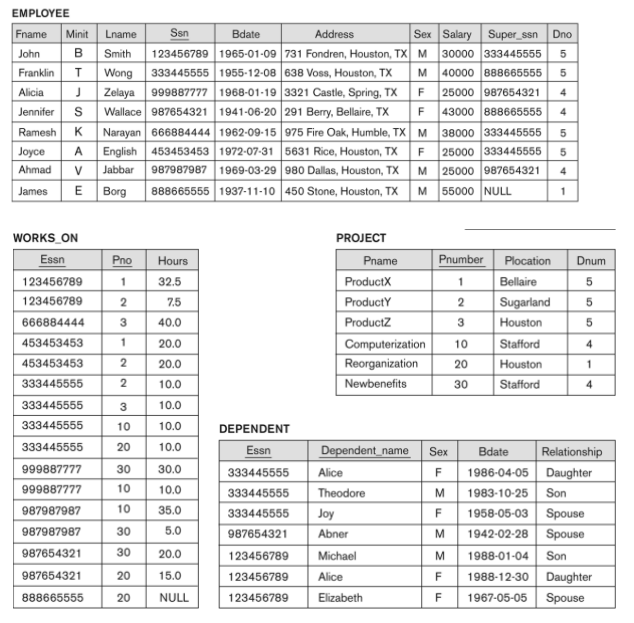 EMPLOYEE
Fname Minit Lname Ssn Bdate Address Sex Salary Super_ssn Dno
John B Smith 123456789 1965-01-09 731 Fondren, Houston, TX M 30000 333445555 5
Franklin T Wong 333445555 1955-12-08 638 Voss, Houston, TX M 40000 888665555 5
Alicia J Zelaya 999887777 1968-01-19 3321 Castle, Spring, TX F 25000 987654321 4
Jennifer S Wallace 987654321 1941-06-20 291 Berry, Bellaire, TX F 43000 888665555 4
Ramesh K Narayan 666884444 1962-09-15 975 Fire Oak, Humble, TX M 38000 333445555 5
Joyce A English 453453453 1972-07-31 5631 Rice, Houston, TX F 25000 333445555 5
Ahmad V Jabbar 987987987 1969-03-29 980 Dallas, Houston, TX M 25000 987654321 4
James E Borg 888665555 1937-11-10 450 Stone, Houston, TX M 55000 NULL 1
WORKS_ON
Essn Pno Hours
123456789 1 32.5
123456789 2 7.5
666884444 3 40.0
453453453 1 20.0
453453453 2 20.0
333445555 2 10.0
333445555 3 10.0
333445555 10 10.0
333445555 20 10.0
999887777 30 30.0
999887777 10 10.0
987987987 10 35.0
987987987 30 5.0
987654321 30 20.0
987654321 20 15.0
888665555 20 NULL
PROJECT
Pname Pnumber Plocation Dnum
ProductX 1 Bellaire 5
ProductY 2 Sugarland 5
ProductZ 3 Houston 5
Computerization 10 Stafford 4
Reorganization 20 Houston 1
Newbenefits 30 Stafford 4
DEPENDENT
Essn Dependent_name Sex Bdate Relationship
333445555 Alice F 1986-04-05 Daughter
333445555 Theodore M 1983-10-25 Son
333445555 Joy F 1958-05-03 Spouse
987654321 Abner M 1942-02-28 Spouse
123456789 Michael M 1988-01-04 Son
123456789 Alice F 1988-12-30 Daughter
123456789 Elizabeth F 1967-05-05 Spouse